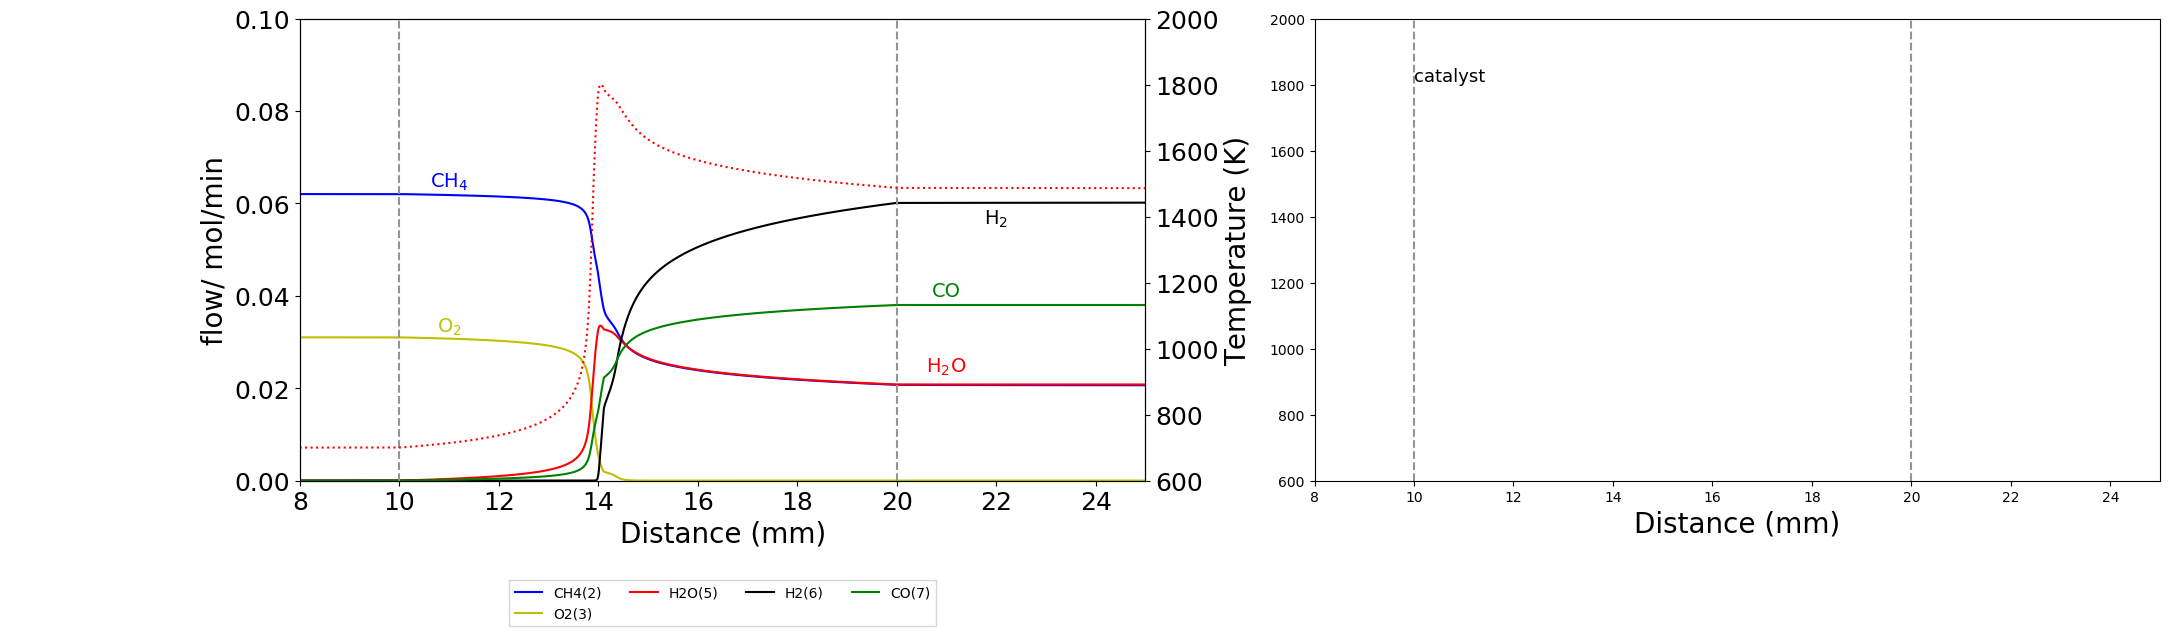 flow/ mol/min
0.10
0.08
0.06
0.04
0.02
0.00
CH₄
O₂
H₂
CO
H₂O
2000
1800
1600
1400
1200
1000
800
600
Temperature (K)
8 10 12 14 16 18 20 22 24
Distance (mm)
CH4(2) H2O(5) H2(6) CO(7)
O2(3)
2000
1800
1600
1400
1200
1000
800
600
catalyst
8 10 12 14 16 18 20 22 24
Distance (mm)